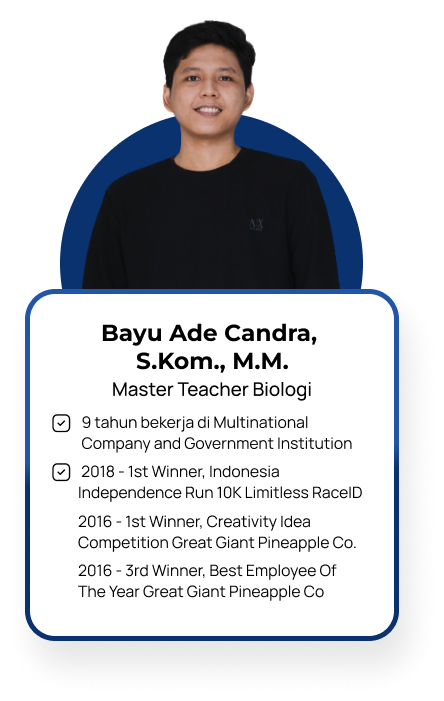 Bayu Ade Candra,
S.Kom., M.M.
Master Teacher Biologi
9 tahun bekerja di Multinational
Company and Government Institution
2018 - 1st Winner, Indonesia
Independence Run 10K Limitless RaceID
2016 - 1st Winner, Creativity Idea
Competition Great Giant Pineapple Co.
2016 - 3rd Winner, Best Employee Of
The Year Great Giant Pineapple Co